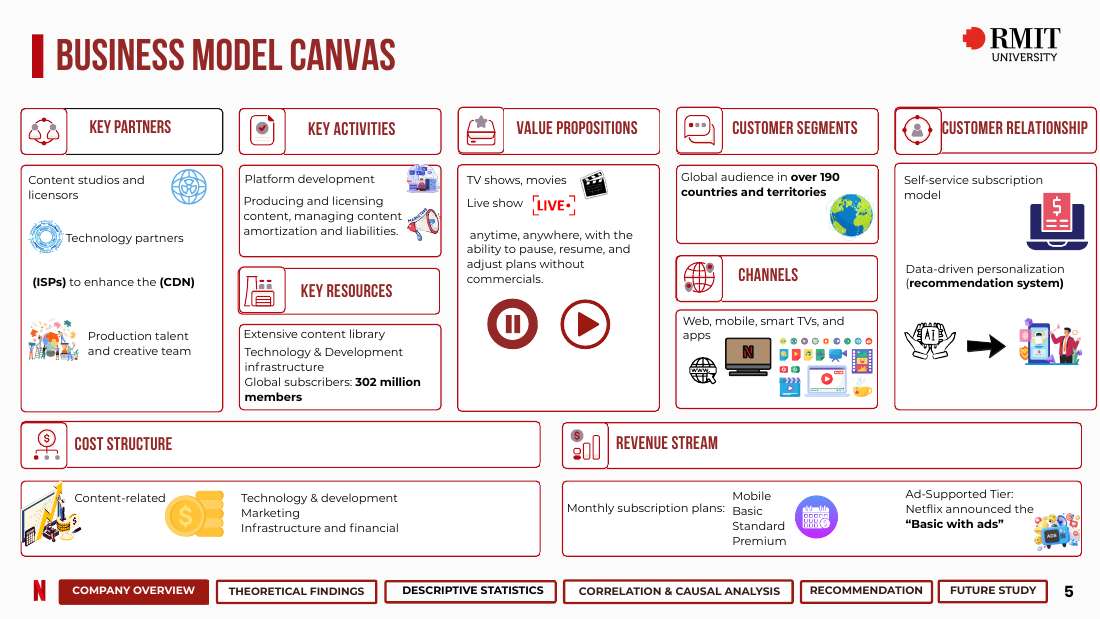 BUSINESS MODEL CANVAS
RMIT
UNIVERSITY
KEY PARTNERS
Content studios and
licensors
Technology partners
(ISPs) to enhance the (CDN)
Production talent
and creative team
KEY ACTIVITIES
Platform development
Producing and licensing
content, managing content
amortization and liabilities.
MARKETING
KEY RESOURCES
Extensive content library
Technology & Development
infrastructure
Global subscribers: 302 million
members
VALUE PROPOSITIONS
TV shows, movies
Live show
LIVE
anytime, anywhere, with the
ability to pause, resume, and
adjust plans without
commercials.
CUSTOMER SEGMENTS
Global audience in over 190
countries and territories
CHANNELS
Web, mobile, smart TVs, and
apps
www
N
CUSTOMER RELATIONSHIP
Self-service subscription
model
$
Data-driven personalization
(recommendation system)
AI
COST STRUCTURE
Content-related
$
Technology & development
Marketing
Infrastructure and financial
REVENUE STREAM
Monthly subscription plans:
Mobile
Basic
Standard
Premium
Ad-Supported Tier:
Netflix announced the
“Basic with ads”
ADS
N
COMPANY OVERVIEW
THEORETICAL FINDINGS
DESCRIPTIVE STATISTICS
CORRELATION & CAUSAL ANALYSIS
RECOMMENDATION
FUTURE STUDY
5